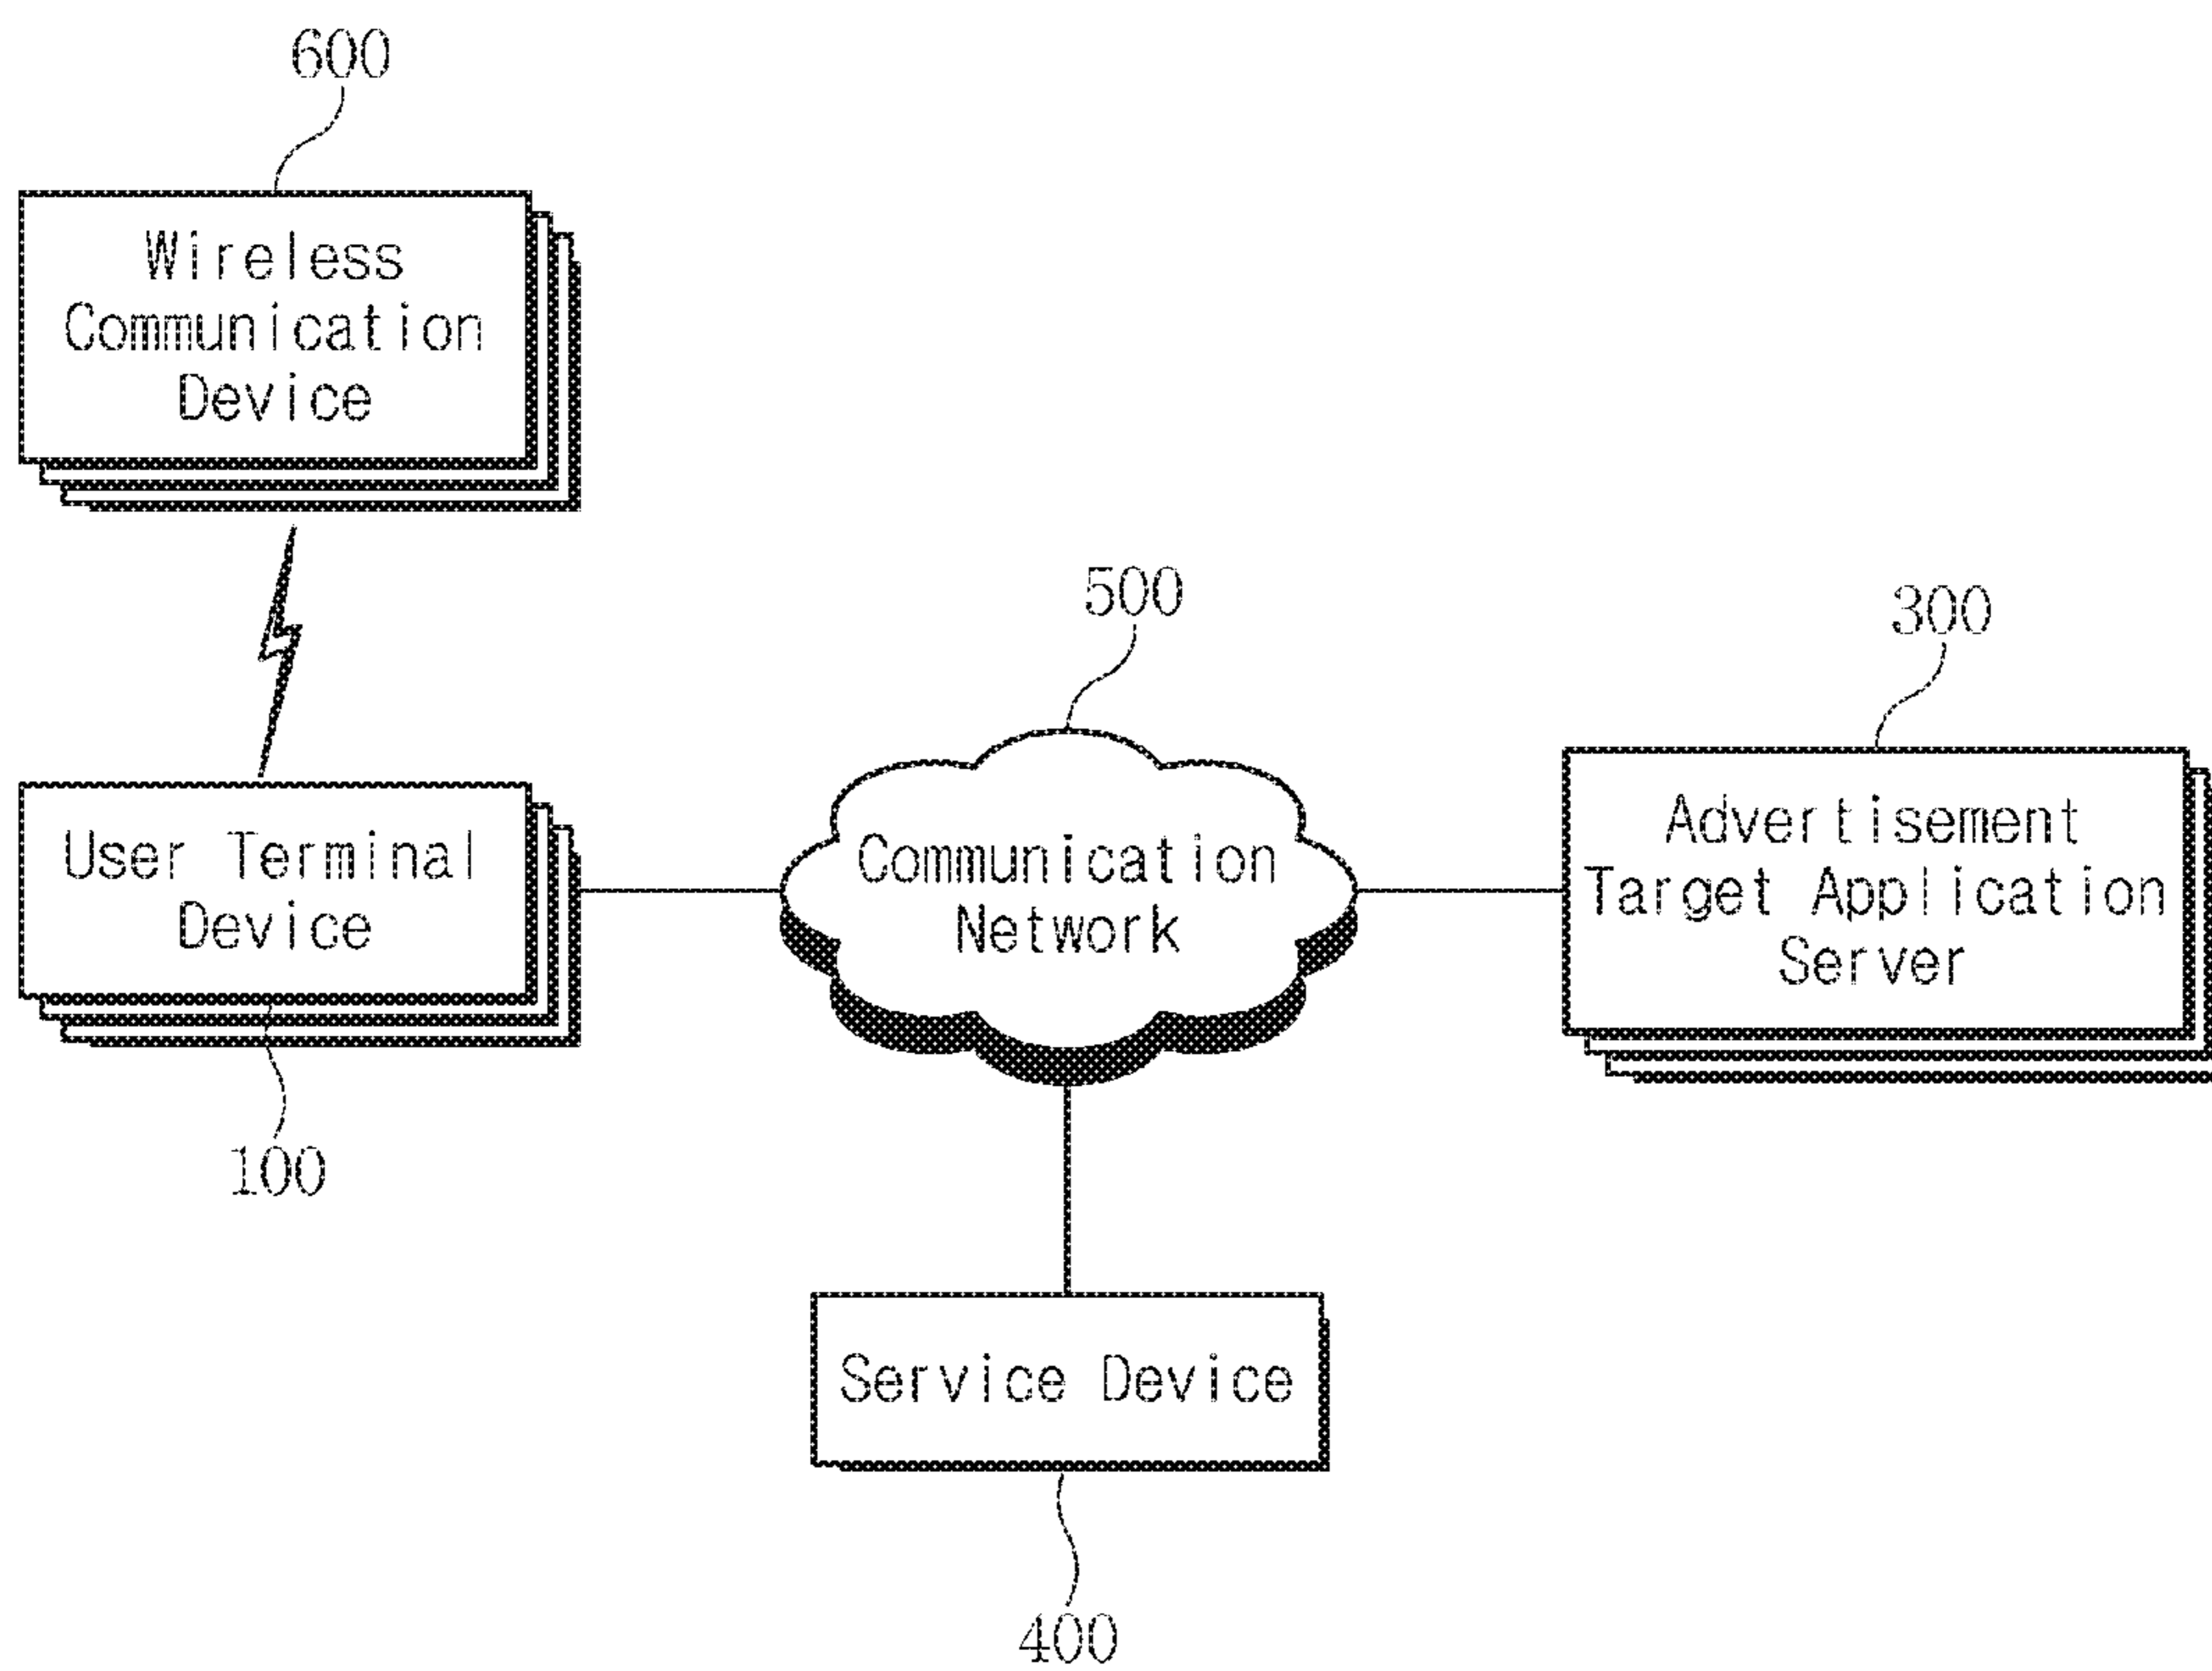 600
Wireless
Communication
Device
500
300
User Terminal
Device
Communication
Network
Advertisement
Target Application
Server
100
Service Device
400